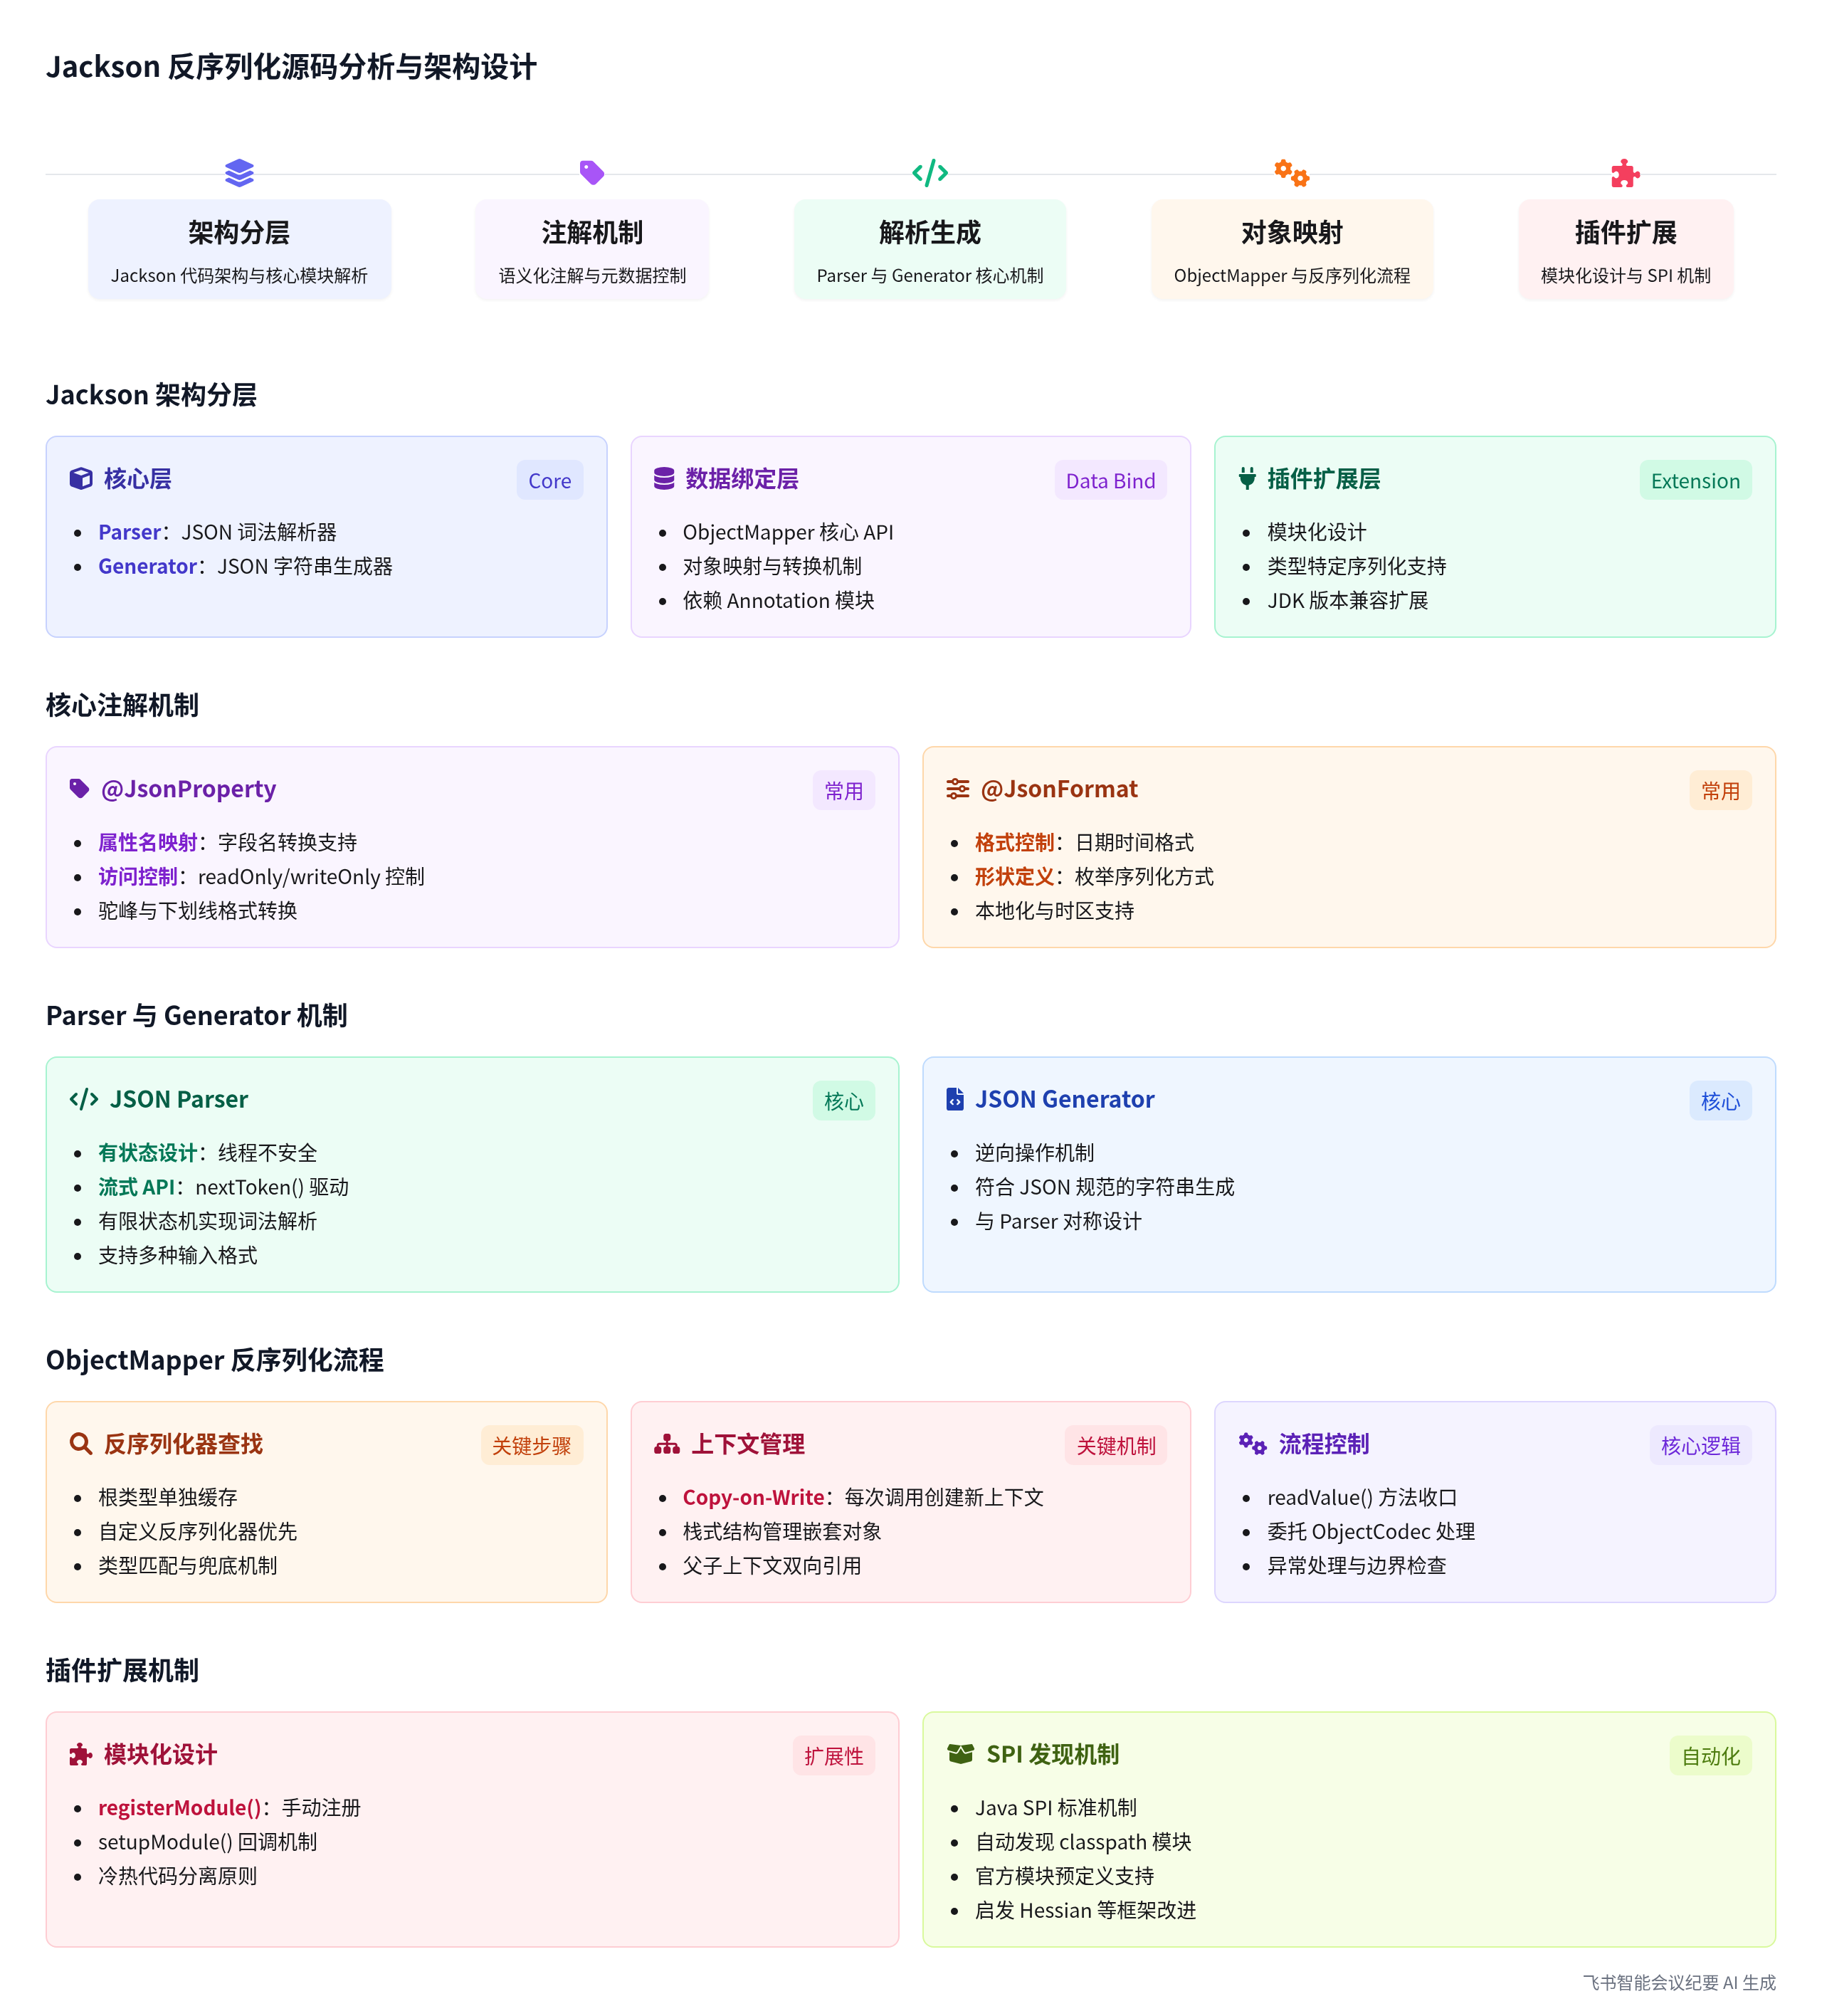 Jackson 反序列化源码分析与架构设计
架构分层
Jackson 代码架构与核心模块解析
注解机制
语义化注解与元数据控制
解析生成
Parser 与 Generator 核心机制
对象映射
ObjectMapper 与反序列化流程
插件扩展
模块化设计与 SPI 机制
Jackson 架构分层
核心层
Core
Parser：JSON 词法解析器
Generator：JSON 字符串生成器
数据绑定层
Data Bind
ObjectMapper 核心 API
对象映射与转换机制
依赖 Annotation 模块
插件扩展层
Extension
模块化设计
类型特定序列化支持
JDK 版本兼容扩展
核心注解机制
@JsonProperty
常用
属性名映射：字段名转换支持
访问控制：readOnly/writeOnly 控制
驼峰与下划线格式转换
@JsonFormat
常用
格式控制：日期时间格式
形状定义：枚举序列化方式
本地化与时区支持
Parser 与 Generator 机制
JSON Parser
核心
有状态设计：线程不安全
流式 API：nextToken() 驱动
有限状态机实现词法解析
支持多种输入格式
JSON Generator
核心
逆向操作机制
符合 JSON 规范的字符串生成
与 Parser 对称设计
ObjectMapper 反序列化流程
反序列化器查找
关键步骤
根类型单独缓存
自定义反序列化器优先
类型匹配与兜底机制
上下文管理
关键机制
Copy-on-Write：每次调用创建新上下文
栈式结构管理嵌套对象
父子上下文双向引用
流程控制
核心逻辑
readValue() 方法收口
委托 ObjectCodec 处理
异常处理与边界检查
插件扩展机制
模块化设计
扩展性
registerModule()：手动注册
setupModule() 回调机制
冷热代码分离原则
SPI 发现机制
自动化
Java SPI 标准机制
自动发现 classpath 模块
官方模块预定义支持
启发 Hessian 等框架改进
飞书智能会议纪要 AI 生成